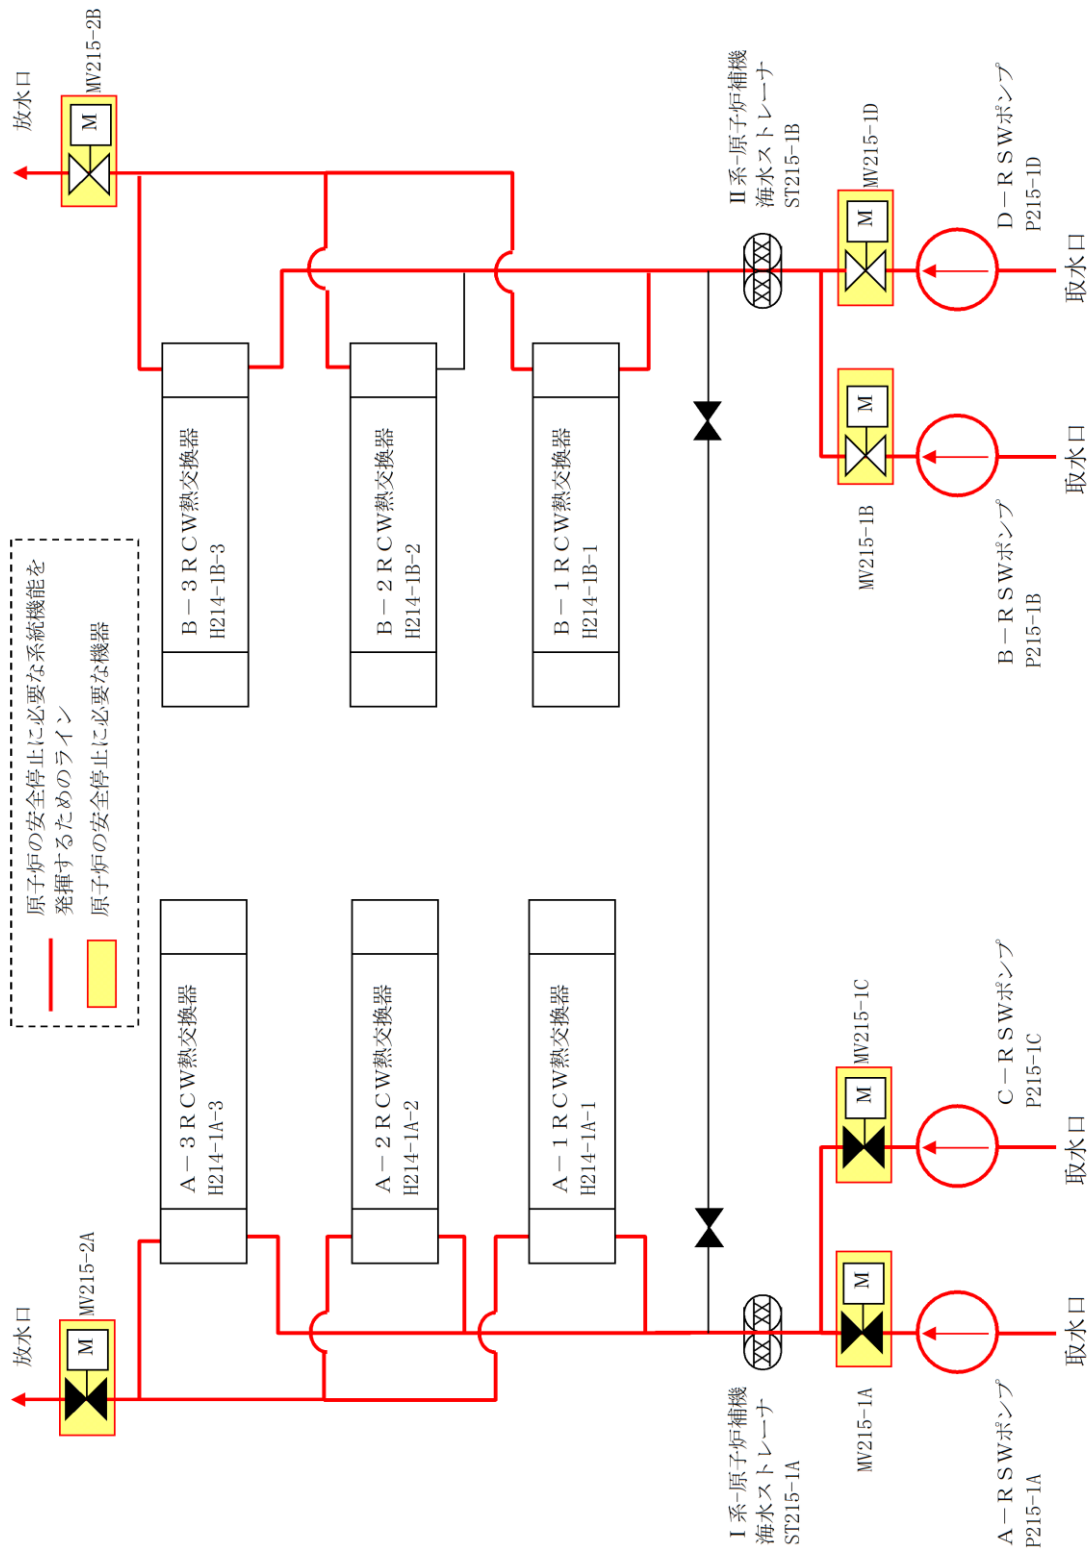 原子炉の安全停止に必要な系統機能を
発揮するためのライン
原子炉の安全停止に必要な機器
放水口
M
MV215-2A
放水口
M
MV215-2B
A－3RCW熱交換器
H214-1A-3
B－3RCW熱交換器
H214-1B-3
A－2RCW熱交換器
H214-1A-2
B－2RCW熱交換器
H214-1B-2
A－1RCW熱交換器
H214-1A-1
B－1RCW熱交換器
H214-1B-1
Ⅰ系-原子炉補機
海水ストレーナ
ST215-1A
Ⅱ系-原子炉補機
海水ストレーナ
ST215-1B
MV215-1A
M
M
MV215-1C
MV215-1B
M
M
MV215-1D
A－RSWポンプ
P215-1A
C－RSWポンプ
P215-1C
B－RSWポンプ
P215-1B
D－RSWポンプ
P215-1D
取水口
取水口
取水口
取水口